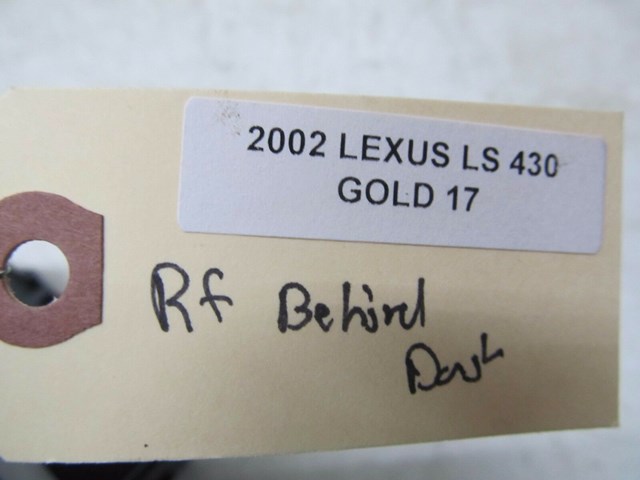 2002 LEXUS LS 430
GOLD 17
Rf Behind
Dash